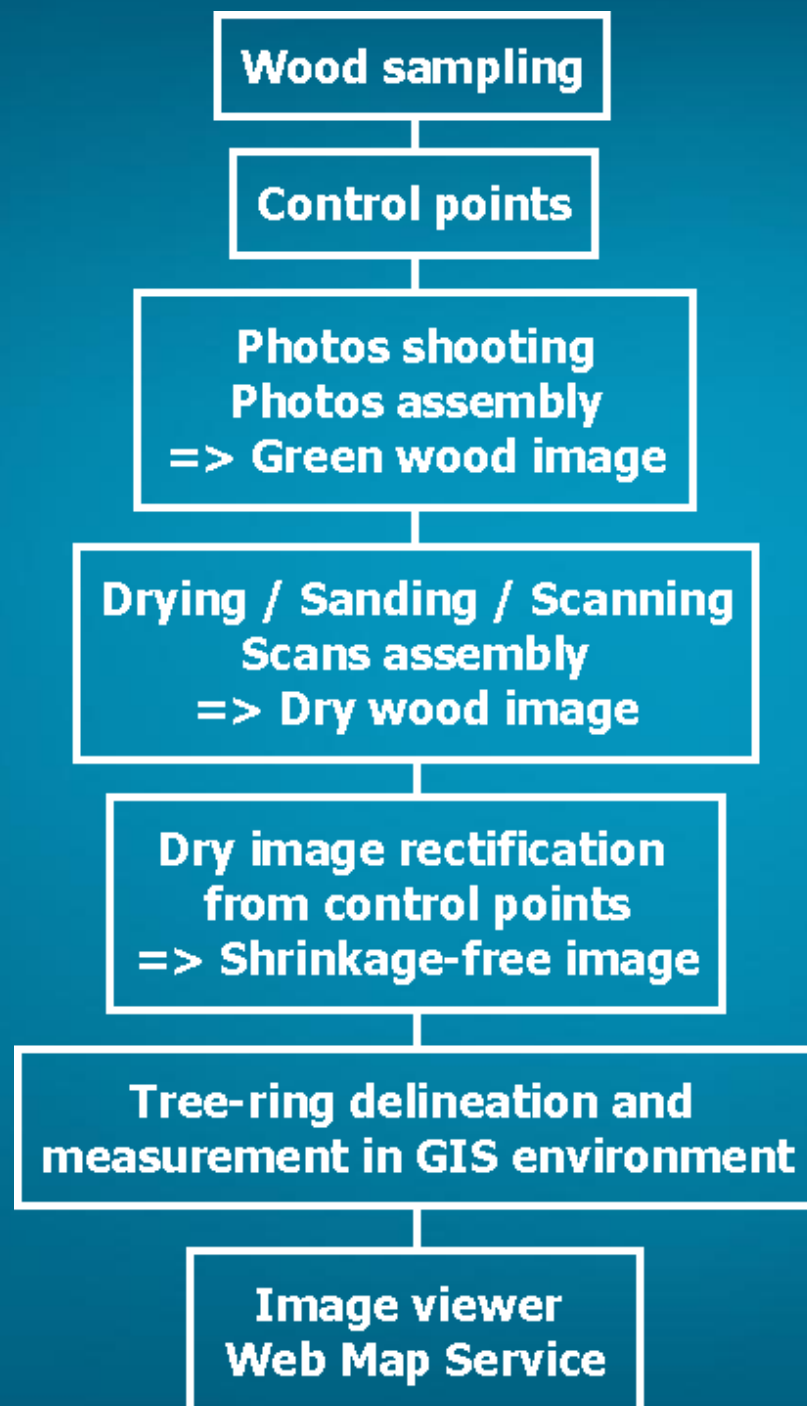 Wood sampling
Control points
Photos shooting
Photos assembly
=> Green wood image
Drying / Sanding / Scanning
Scans assembly
=> Dry wood image
Dry image rectification
from control points
=> Shrinkage-free image
Tree-ring delineation and
measurement in GIS environment
Image viewer
Web Map Service